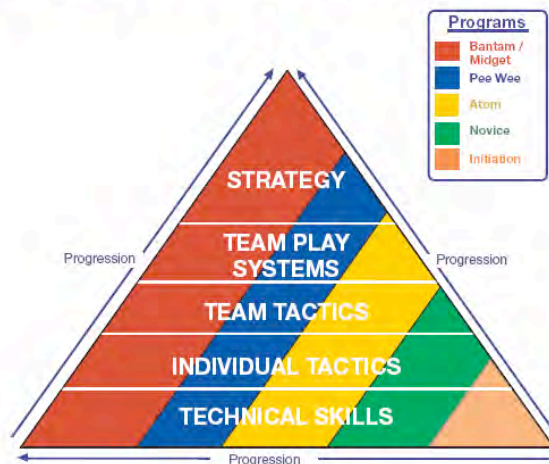 Programs
Bantam /
Midget
Pee Wee
Atom
Novice
Initiation
STRATEGY
TEAM PLAY
SYSTEMS
Progression
Progression
TEAM TACTICS
INDIVIDUAL TACTICS
TECHNICAL SKILLS
Progression